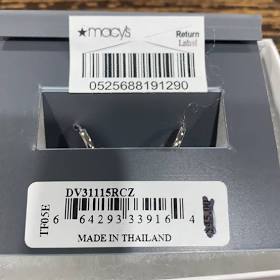 ★macy's
Return
Label
0525688191290
DV31115RCZ
TF05E
6 64293 33916 4
MADE IN THAILAND